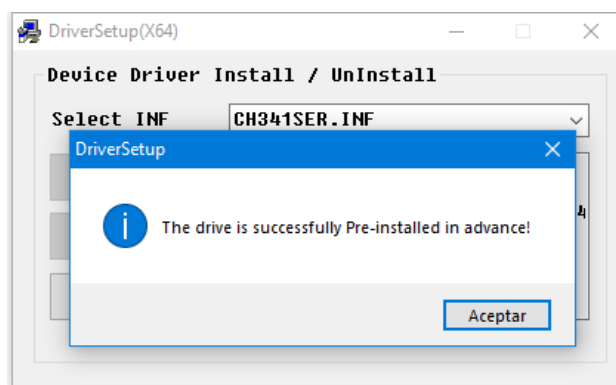 DriverSetup(X64)
Device Driver Install / UnInstall
Select INF
CH341SER.INF
DriverSetup
4
The drive is successfully Pre-installed in advance!
Aceptar